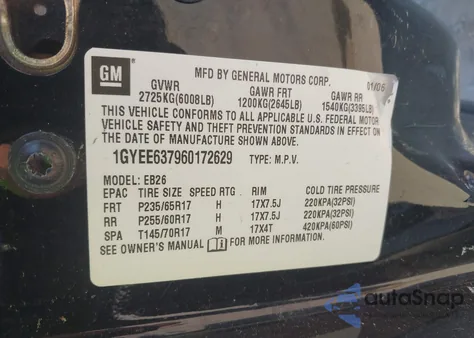 GM
MFD BY GENERAL MOTORS CORP. 01/06
GVWR GAWR FRT GAWR RR
2725KG(6008LB) 1200KG(2645LB) 1540KG(3395LB)
THIS VEHICLE CONFORMS TO ALL APPLICABLE U.S. FEDERAL MOTOR
VEHICLE SAFETY AND THEFT PREVENTION STANDARDS IN EFFECT ON
THE DATE OF MANUFACTURE SHOWN ABOVE.
1GYEE637960172629 TYPE: M.P.V.
MODEL: EB26
EPAC TIRE SIZE SPEED RTG RIM COLD TIRE PRESSURE
FRT P235/65R17 H 17X7.5J 220KPA(32PSI)
RR P255/60R17 H 17X7.5J 220KPA(32PSI)
SPA T145/70R17 M 17X4T 420KPA(60PSI)
SEE OWNER'S MANUAL FOR MORE INFORMATION.
autoSnap